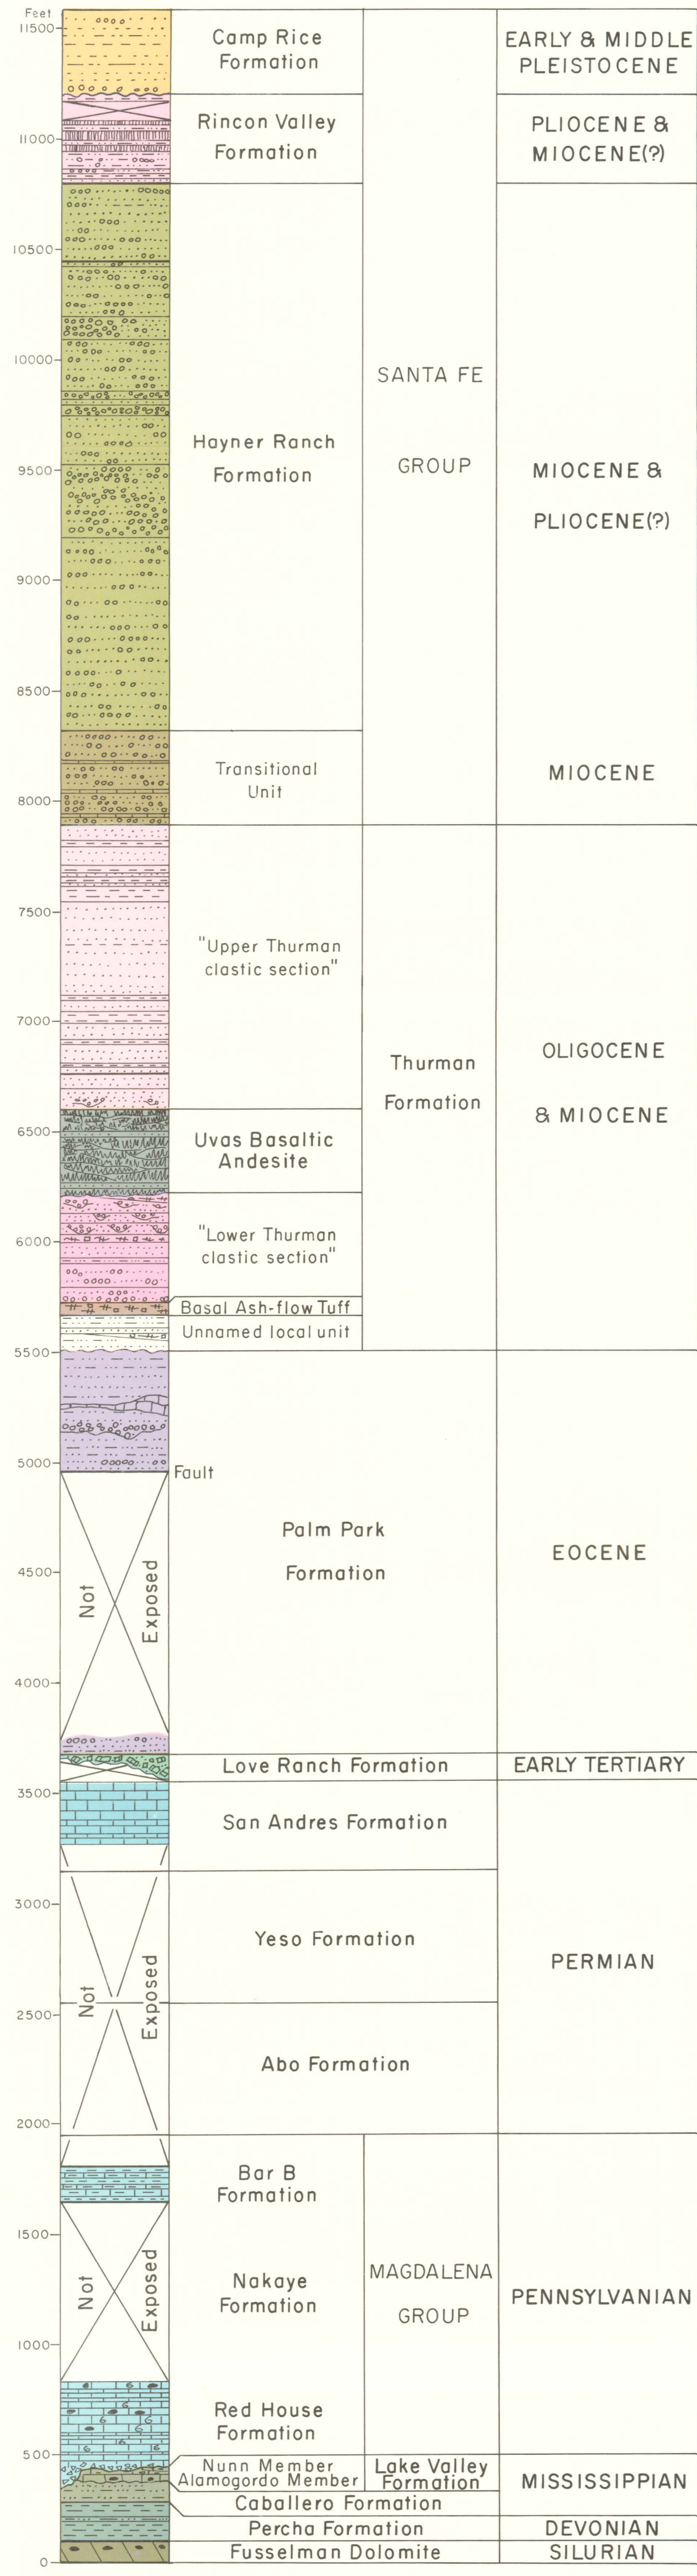 Feet
11500
11000
10500
10000
9500
9000
8500
8000
7500
7000
6500
6000
5500
5000
4500
4000
3500
3000
2500
2000
1500
1000
500
0
Camp Rice
Formation
Rincon Valley
Formation
Hayner Ranch
Formation
Transitional
Unit
SANTA FE
GROUP
"Upper Thurman
clastic section"
Uvas Basaltic
Andesite
"Lower Thurman
clastic section"
Basal Ash-flow Tuff
Unnamed local unit
Thurman
Formation
Fault
Not
Exposed
Palm Park
Formation
Love Ranch Formation
San Andres Formation
Yeso Formation
Not
Exposed
Abo Formation
Bar B
Formation
Not
Exposed
Nakaye
Formation
Red House
Formation
MAGDALENA
GROUP
Nunn Member
Alamogordo Member
Lake Valley
Formation
Caballero Formation
Percha Formation
Fusselman Dolomite
EARLY & MIDDLE
PLEISTOCENE
PLIOCENE &
MIOCENE(?)
MIOCENE &
PLIOCENE(?)
MIOCENE
OLIGOCENE
& MIOCENE
EOCENE
EARLY TERTIARY
PERMIAN
PENNSYLVANIAN
MISSISSIPPIAN
DEVONIAN
SILURIAN